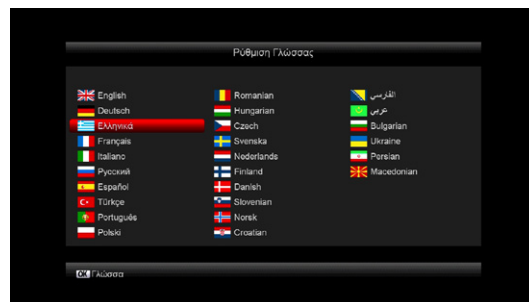 Ρύθμιση Γλώσσας
English
Deutsch
Ελληνικά
Français
Italiano
Русский
Español
Türkçe
Português
Polski
Romanian
Hungarian
Czech
Svenska
Nederlands
Finland
Danish
Slovenian
Norsk
Croatian
الفارسي
عربي
Bulgarian
Ukraine
Persian
Macedonian
OK Γλώσσα